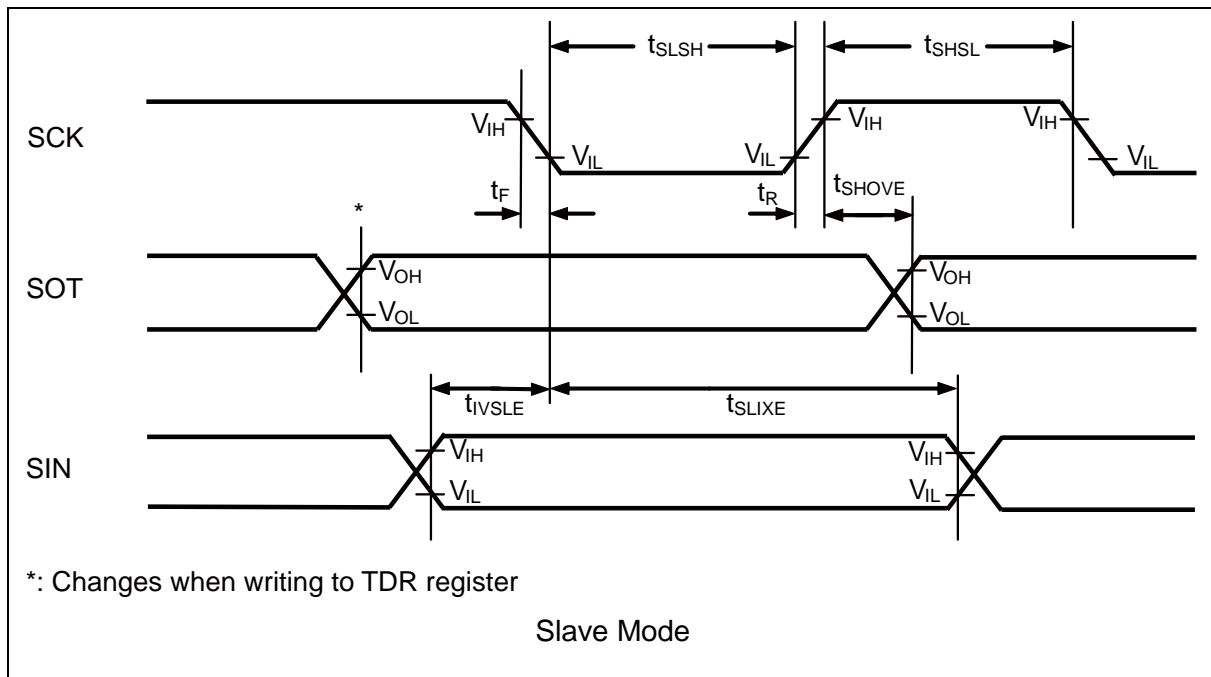 tSLSH tSHSL
SCK VIH VIL VIL VIH VIH VIL
tF tR tSHOVE
*
SOT VOH VOL VOH VOL
tIVSLE tSLIXE
SIN VIH VIL VIH VIL
*: Changes when writing to TDR register
Slave Mode